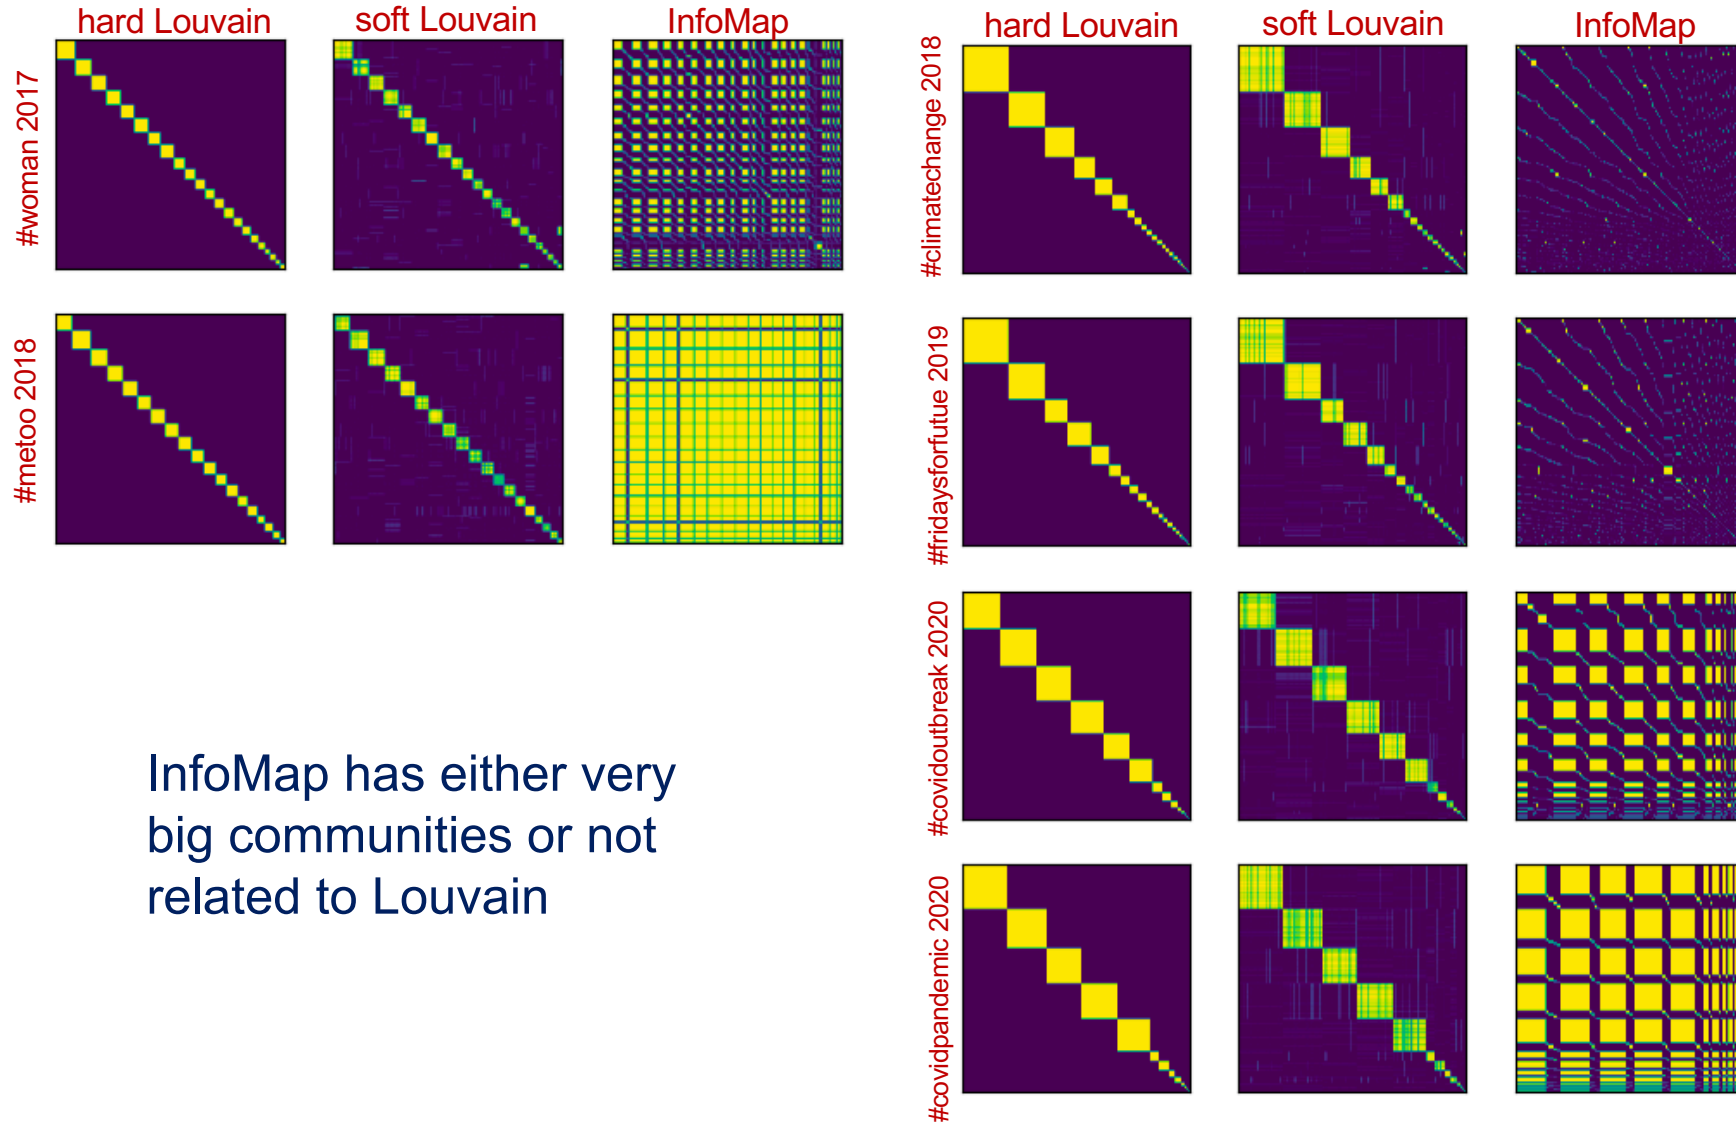 hard Louvain
soft Louvain
InfoMap
#woman 2017
#metoo 2018
InfoMap has either very
big communities or not
related to Louvain
hard Louvain
soft Louvain
InfoMap
#climatechange 2018
#fridaysforfutue 2019
#covidoutbreak 2020
#covidpandemic 2020